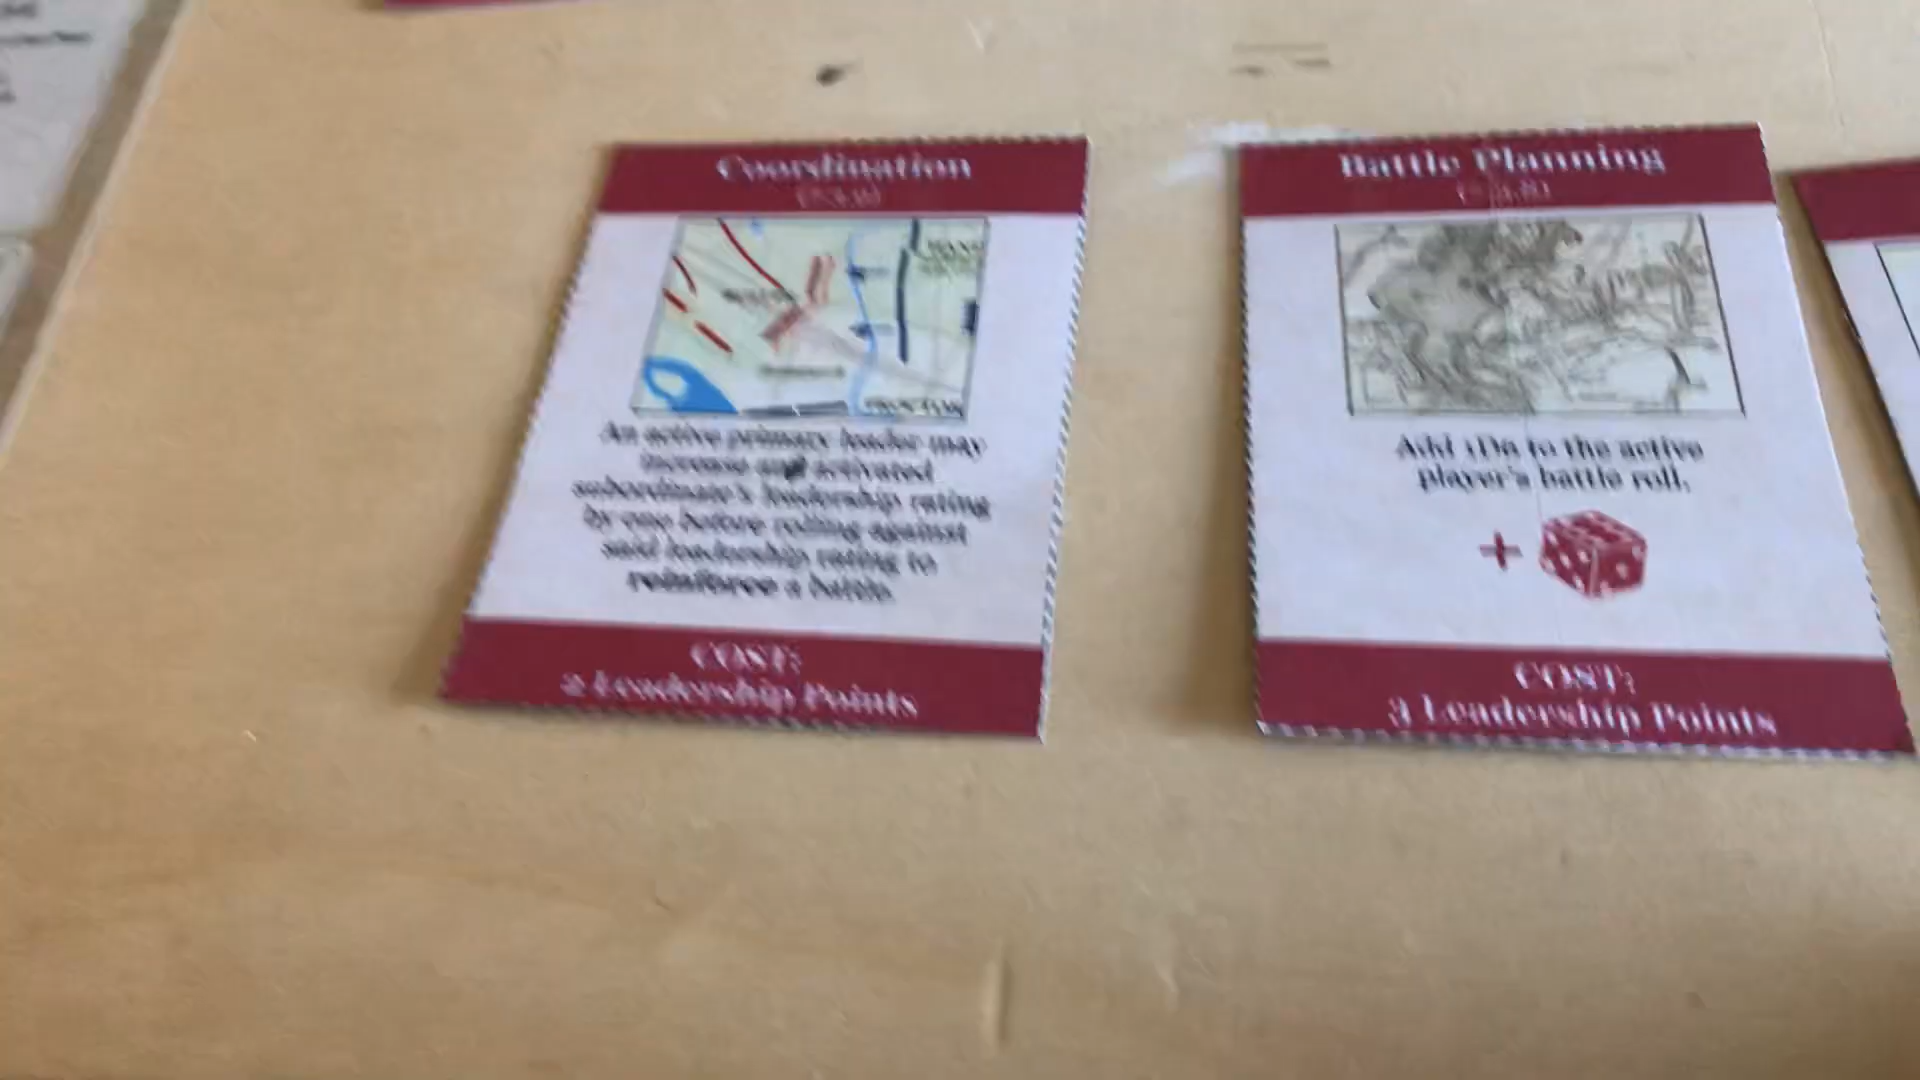 Coordination
An active primary leader may
increase and activated
subordinate's leadership rating
by one before rolling against
said leadership rating to
reinforce a battle.
COST:
2 Leadership Points
Battle Planning
Add 1D6 to the active
player's battle roll.
+
COST:
3 Leadership Points